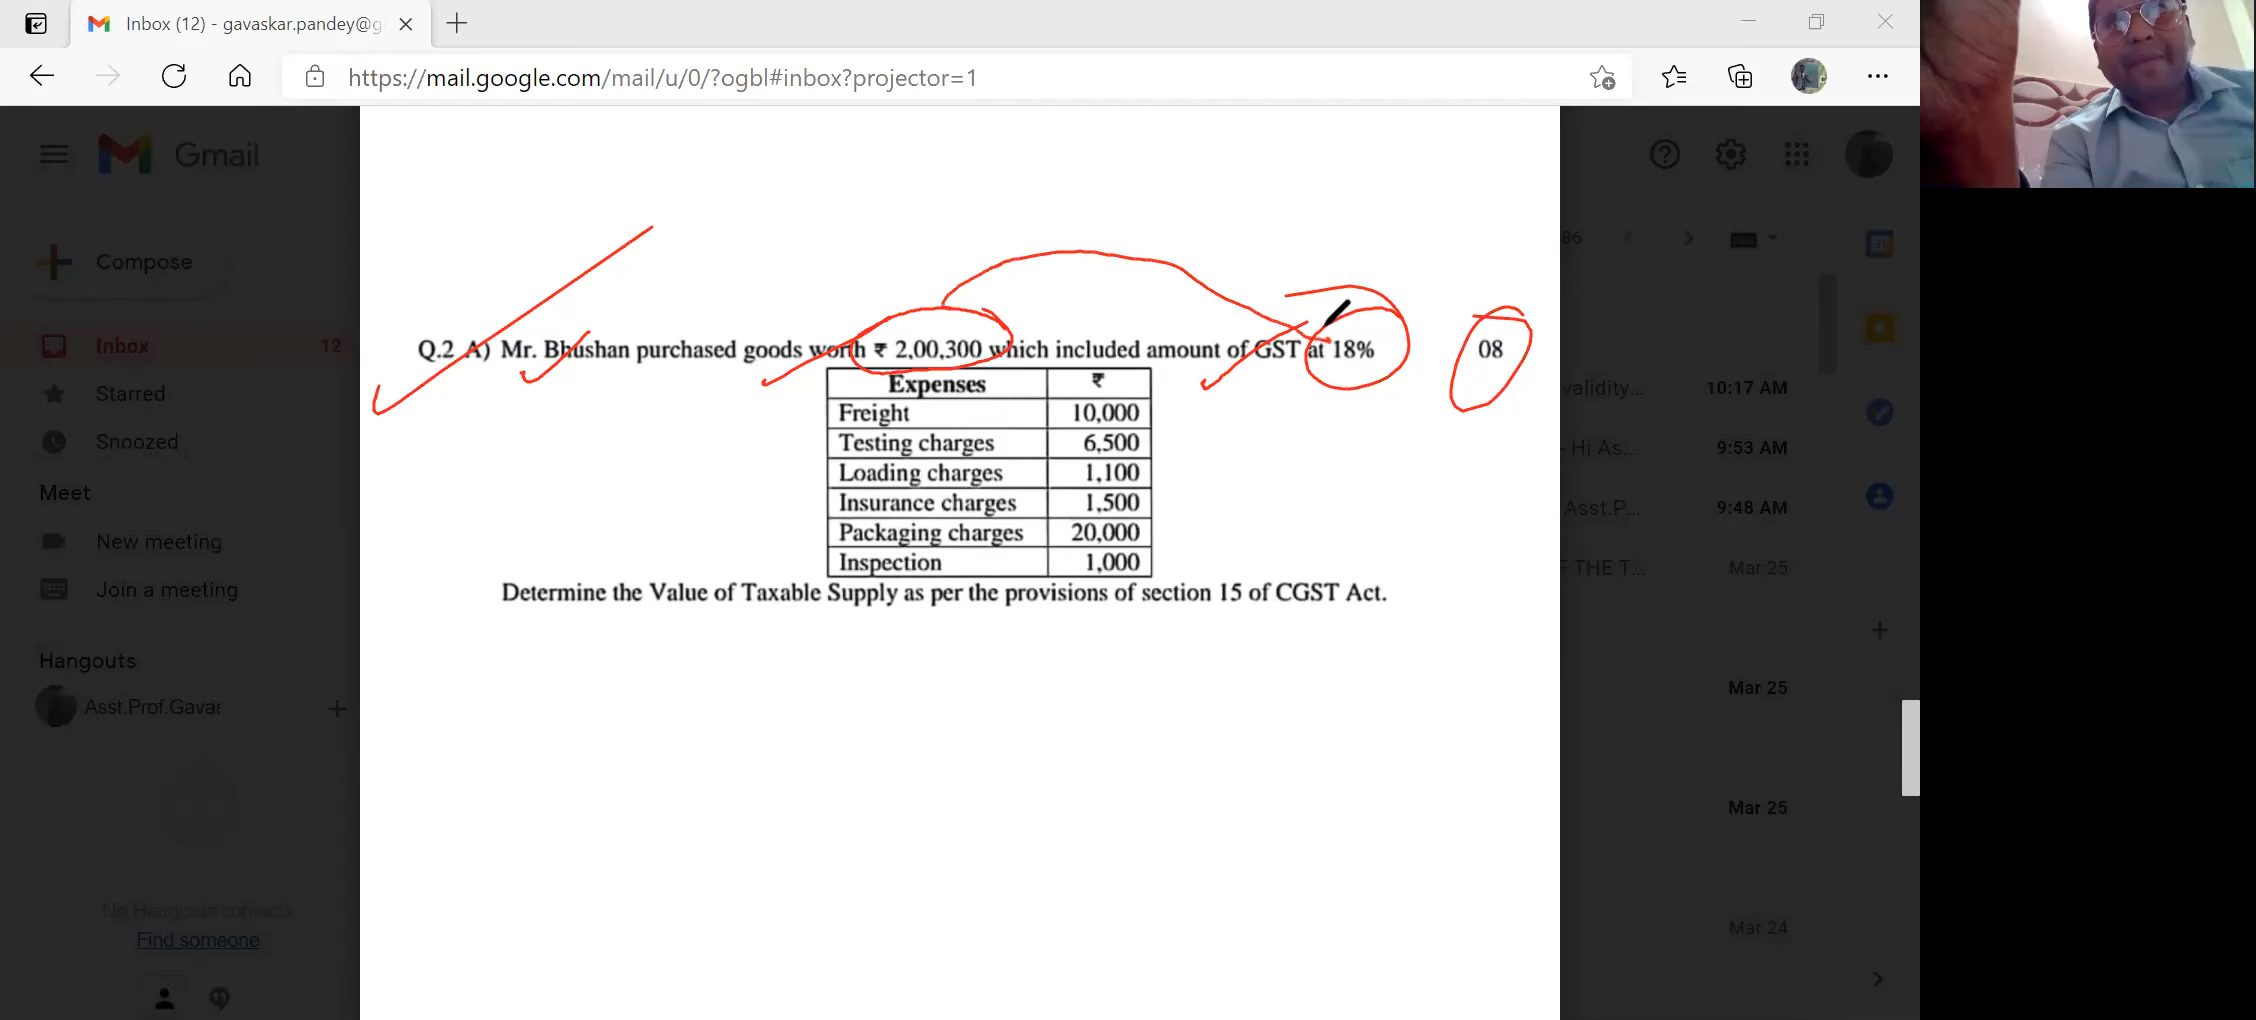 Inbox (12) - gavaskar.pandey@g
https://mail.google.com/mail/u/0/?ogbl#inbox?projector=1
Gmail
Compose
Inbox 12
Starred
Snoozed
Meet
New meeting
Join a meeting
Hangouts
Asst.Prof.Gavas
No Hangouts contacts
Find someone
Q.2 A) Mr. Bhushan purchased goods worth ₹ 2,00,300 which included amount of GST at 18% 08
Expenses ₹
Freight 10,000
Testing charges 6,500
Loading charges 1,100
Insurance charges 1,500
Packaging charges 20,000
Inspection 1,000
Determine the Value of Taxable Supply as per the provisions of section 15 of CGST Act.
86
validity... 10:17 AM
- Hi As... 9:53 AM
Asst.P... 9:48 AM
F THE T... Mar 25
Mar 25
Mar 25
Mar 24